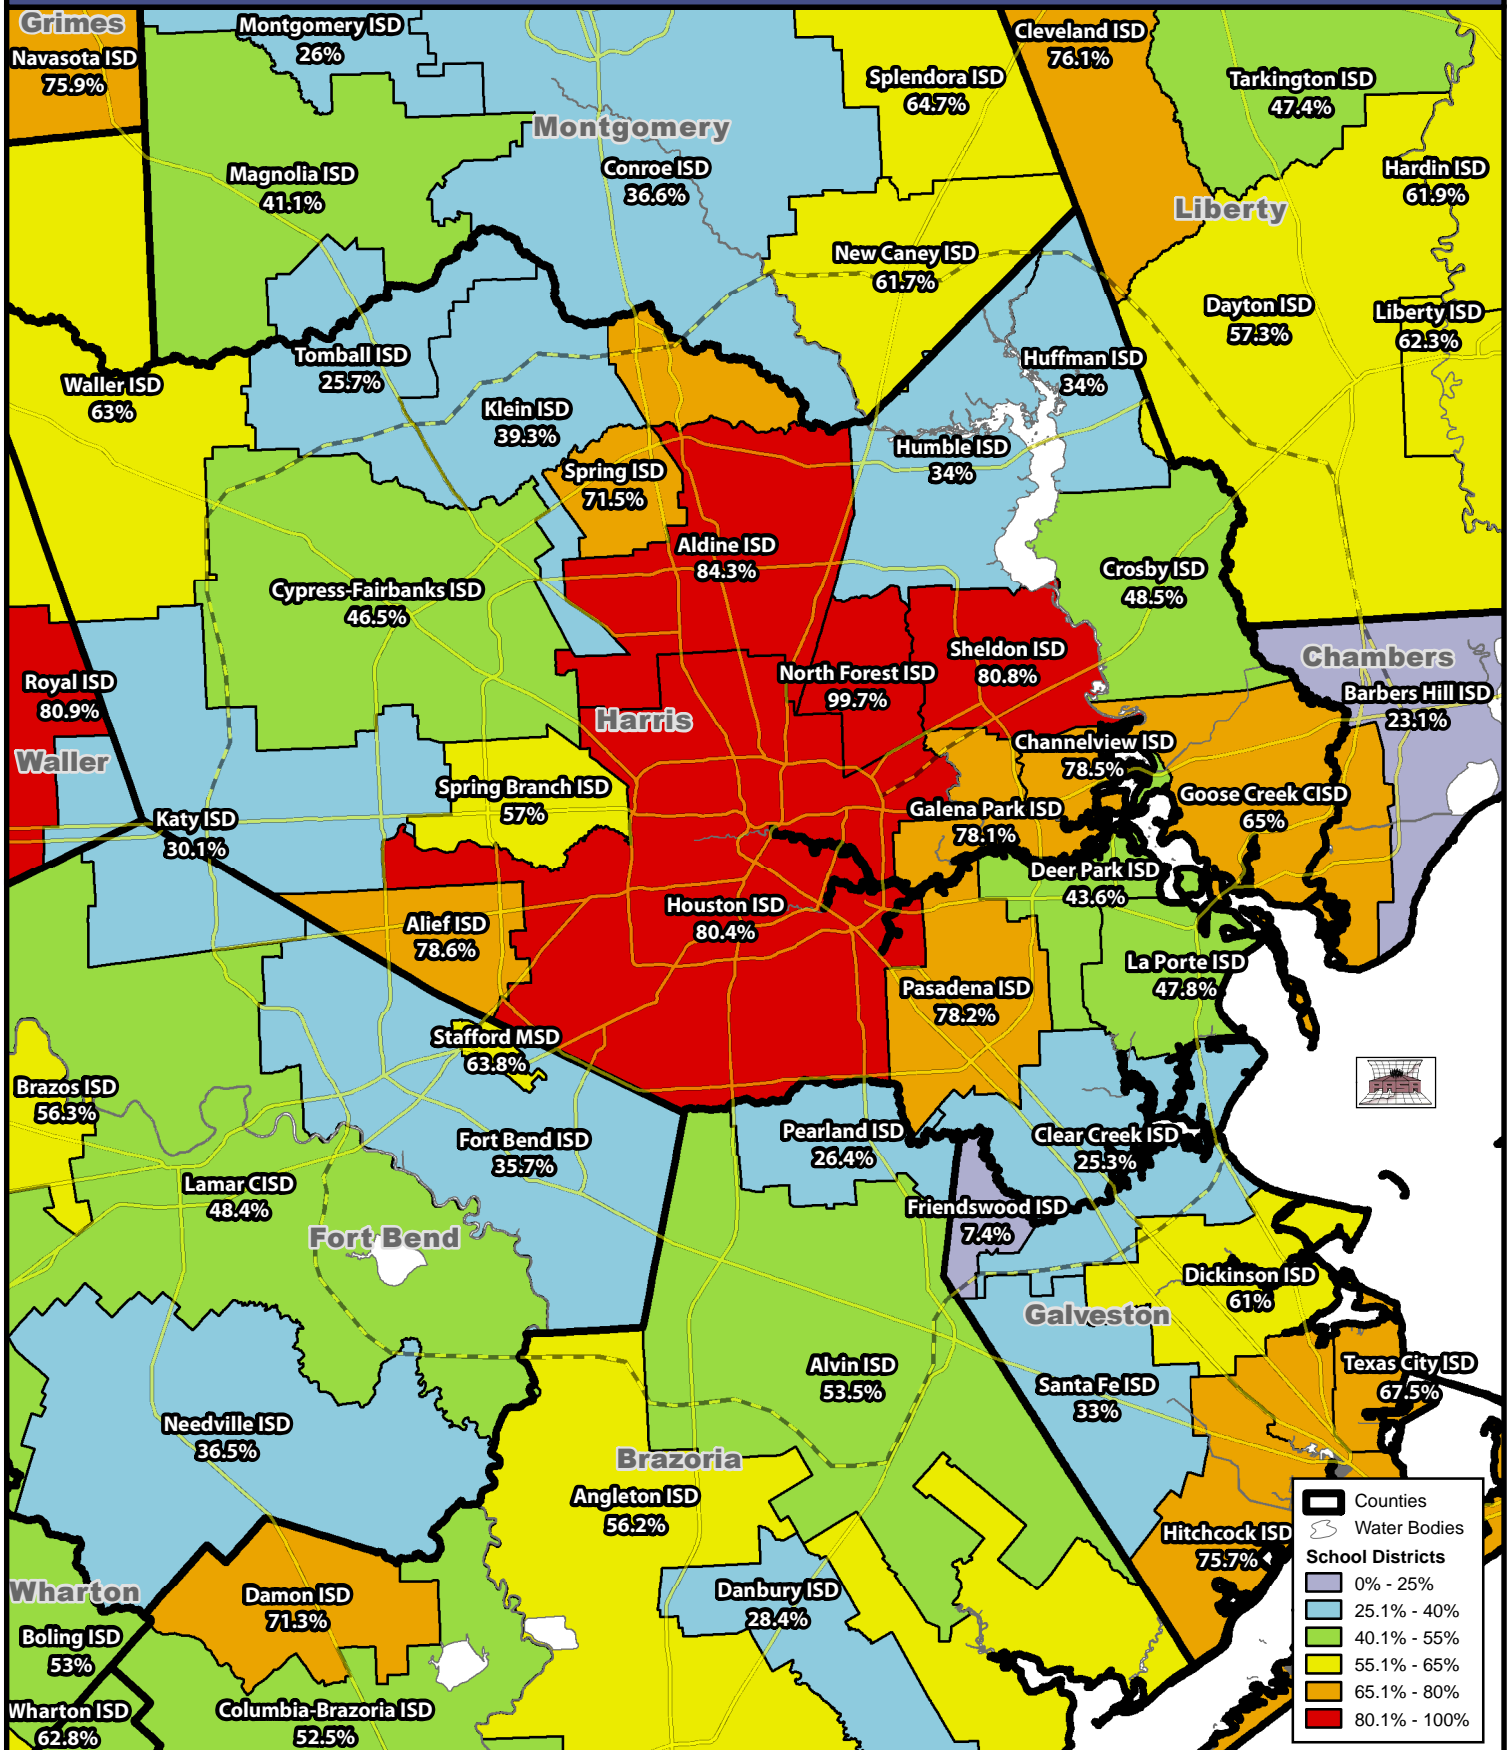 Grimes
Navasota ISD
75.9%
Montgomery ISD
26%
Splendora ISD
64.7%
Cleveland ISD
76.1%
Tarkington ISD
47.4%
Montgomery
Magnolia ISD
41.1%
Conroe ISD
36.6%
Hardin ISD
61.9%
Liberty
New Caney ISD
61.7%
Dayton ISD
57.3%
Liberty ISD
62.3%
Waller ISD
63%
Tomball ISD
25.7%
Huffman ISD
34%
Klein ISD
39.3%
Humble ISD
34%
Spring ISD
71.5%
Aldine ISD
84.3%
Cypress-Fairbanks ISD
46.5%
Crosby ISD
48.5%
Royal ISD
80.9%
Sheldon ISD
80.8%
North Forest ISD
99.7%
Chambers
Barbers Hill ISD
23.1%
Harris
Waller
Channelview ISD
78.5%
Spring Branch ISD
57%
Goose Creek CISD
65%
Katy ISD
30.1%
Galena Park ISD
78.1%
Deer Park ISD
43.6%
Alief ISD
78.6%
Houston ISD
80.4%
La Porte ISD
47.8%
Pasadena ISD
78.2%
Stafford MSD
63.8%
AASA
Brazos ISD
56.3%
Fort Bend ISD
35.7%
Pearland ISD
26.4%
Clear Creek ISD
25.3%
Lamar CISD
48.4%
Friendswood ISD
7.4%
Fort Bend
Dickinson ISD
61%
Galveston
Alvin ISD
53.5%
Santa Fe ISD
33%
Texas City ISD
67.5%
Needville ISD
36.5%
Brazoria
Angleton ISD
56.2%
Hitchcock ISD
75.7%
Wharton
Damon ISD
71.3%
Danbury ISD
28.4%
Boling ISD
53%
Wharton ISD
62.8%
Columbia-Brazoria ISD
52.5%
Counties
Water Bodies
School Districts
0% - 25%
25.1% - 40%
40.1% - 55%
55.1% - 65%
65.1% - 80%
80.1% - 100%